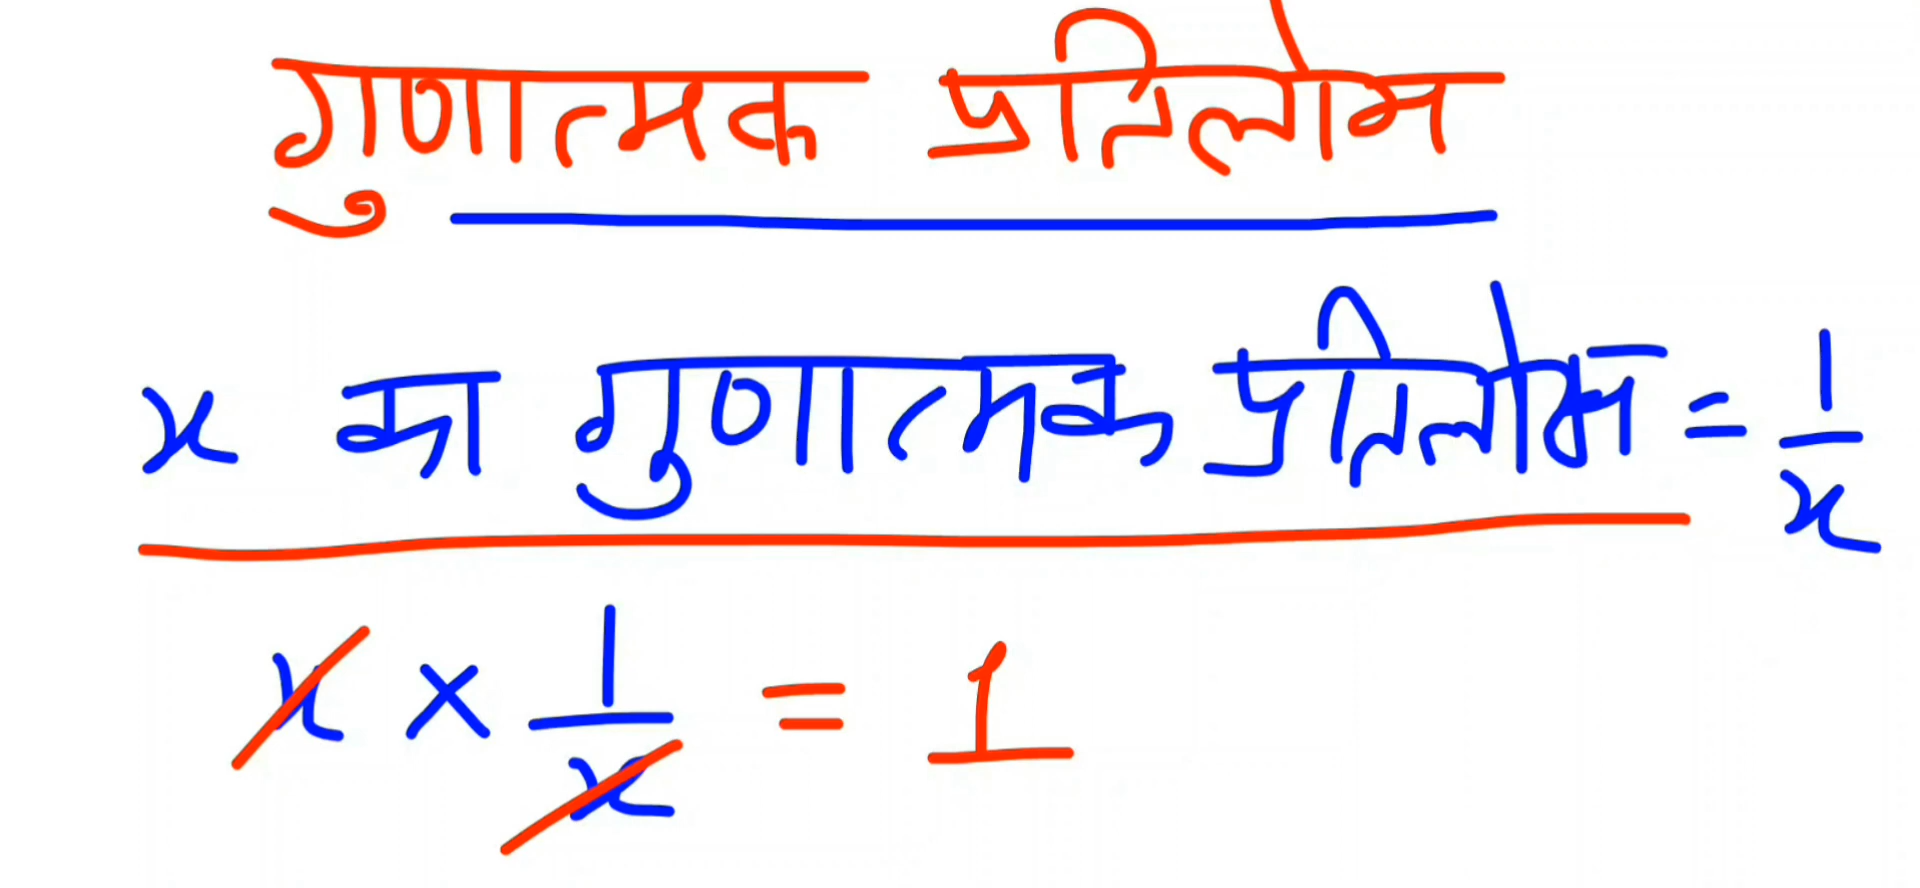 गुणात्मक प्रतिलोम
x का गुणात्मक प्रतिलोम = 1/x
x × 1/x = 1